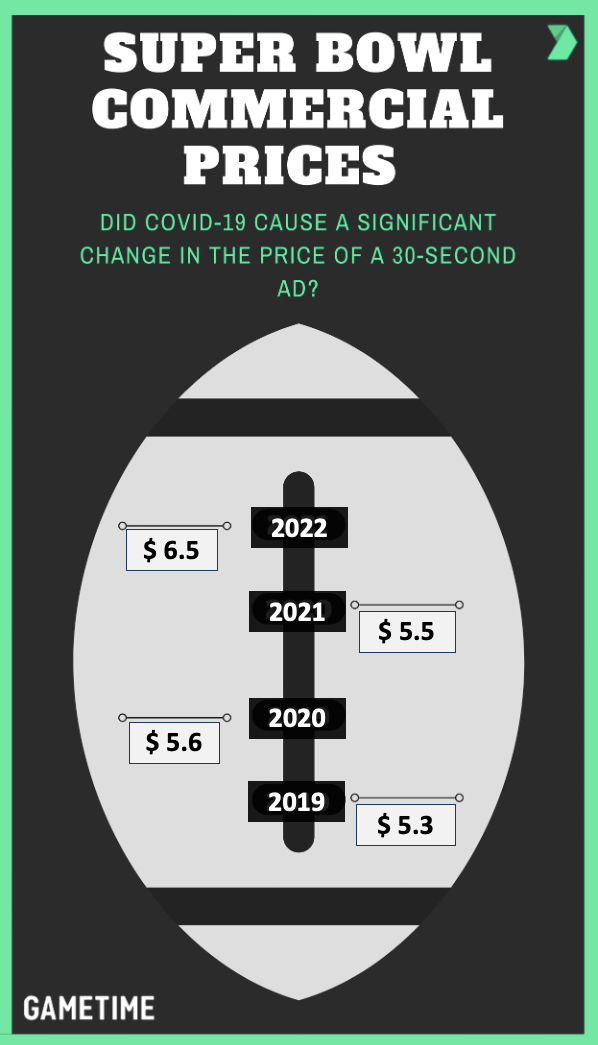 SUPER BOWL
COMMERCIAL
PRICES
DID COVID-19 CAUSE A SIGNIFICANT
CHANGE IN THE PRICE OF A 30-SECOND
AD?
2022
$ 6.5
2021
$ 5.5
2020
$ 5.6
2019
$ 5.3
GAMETIME